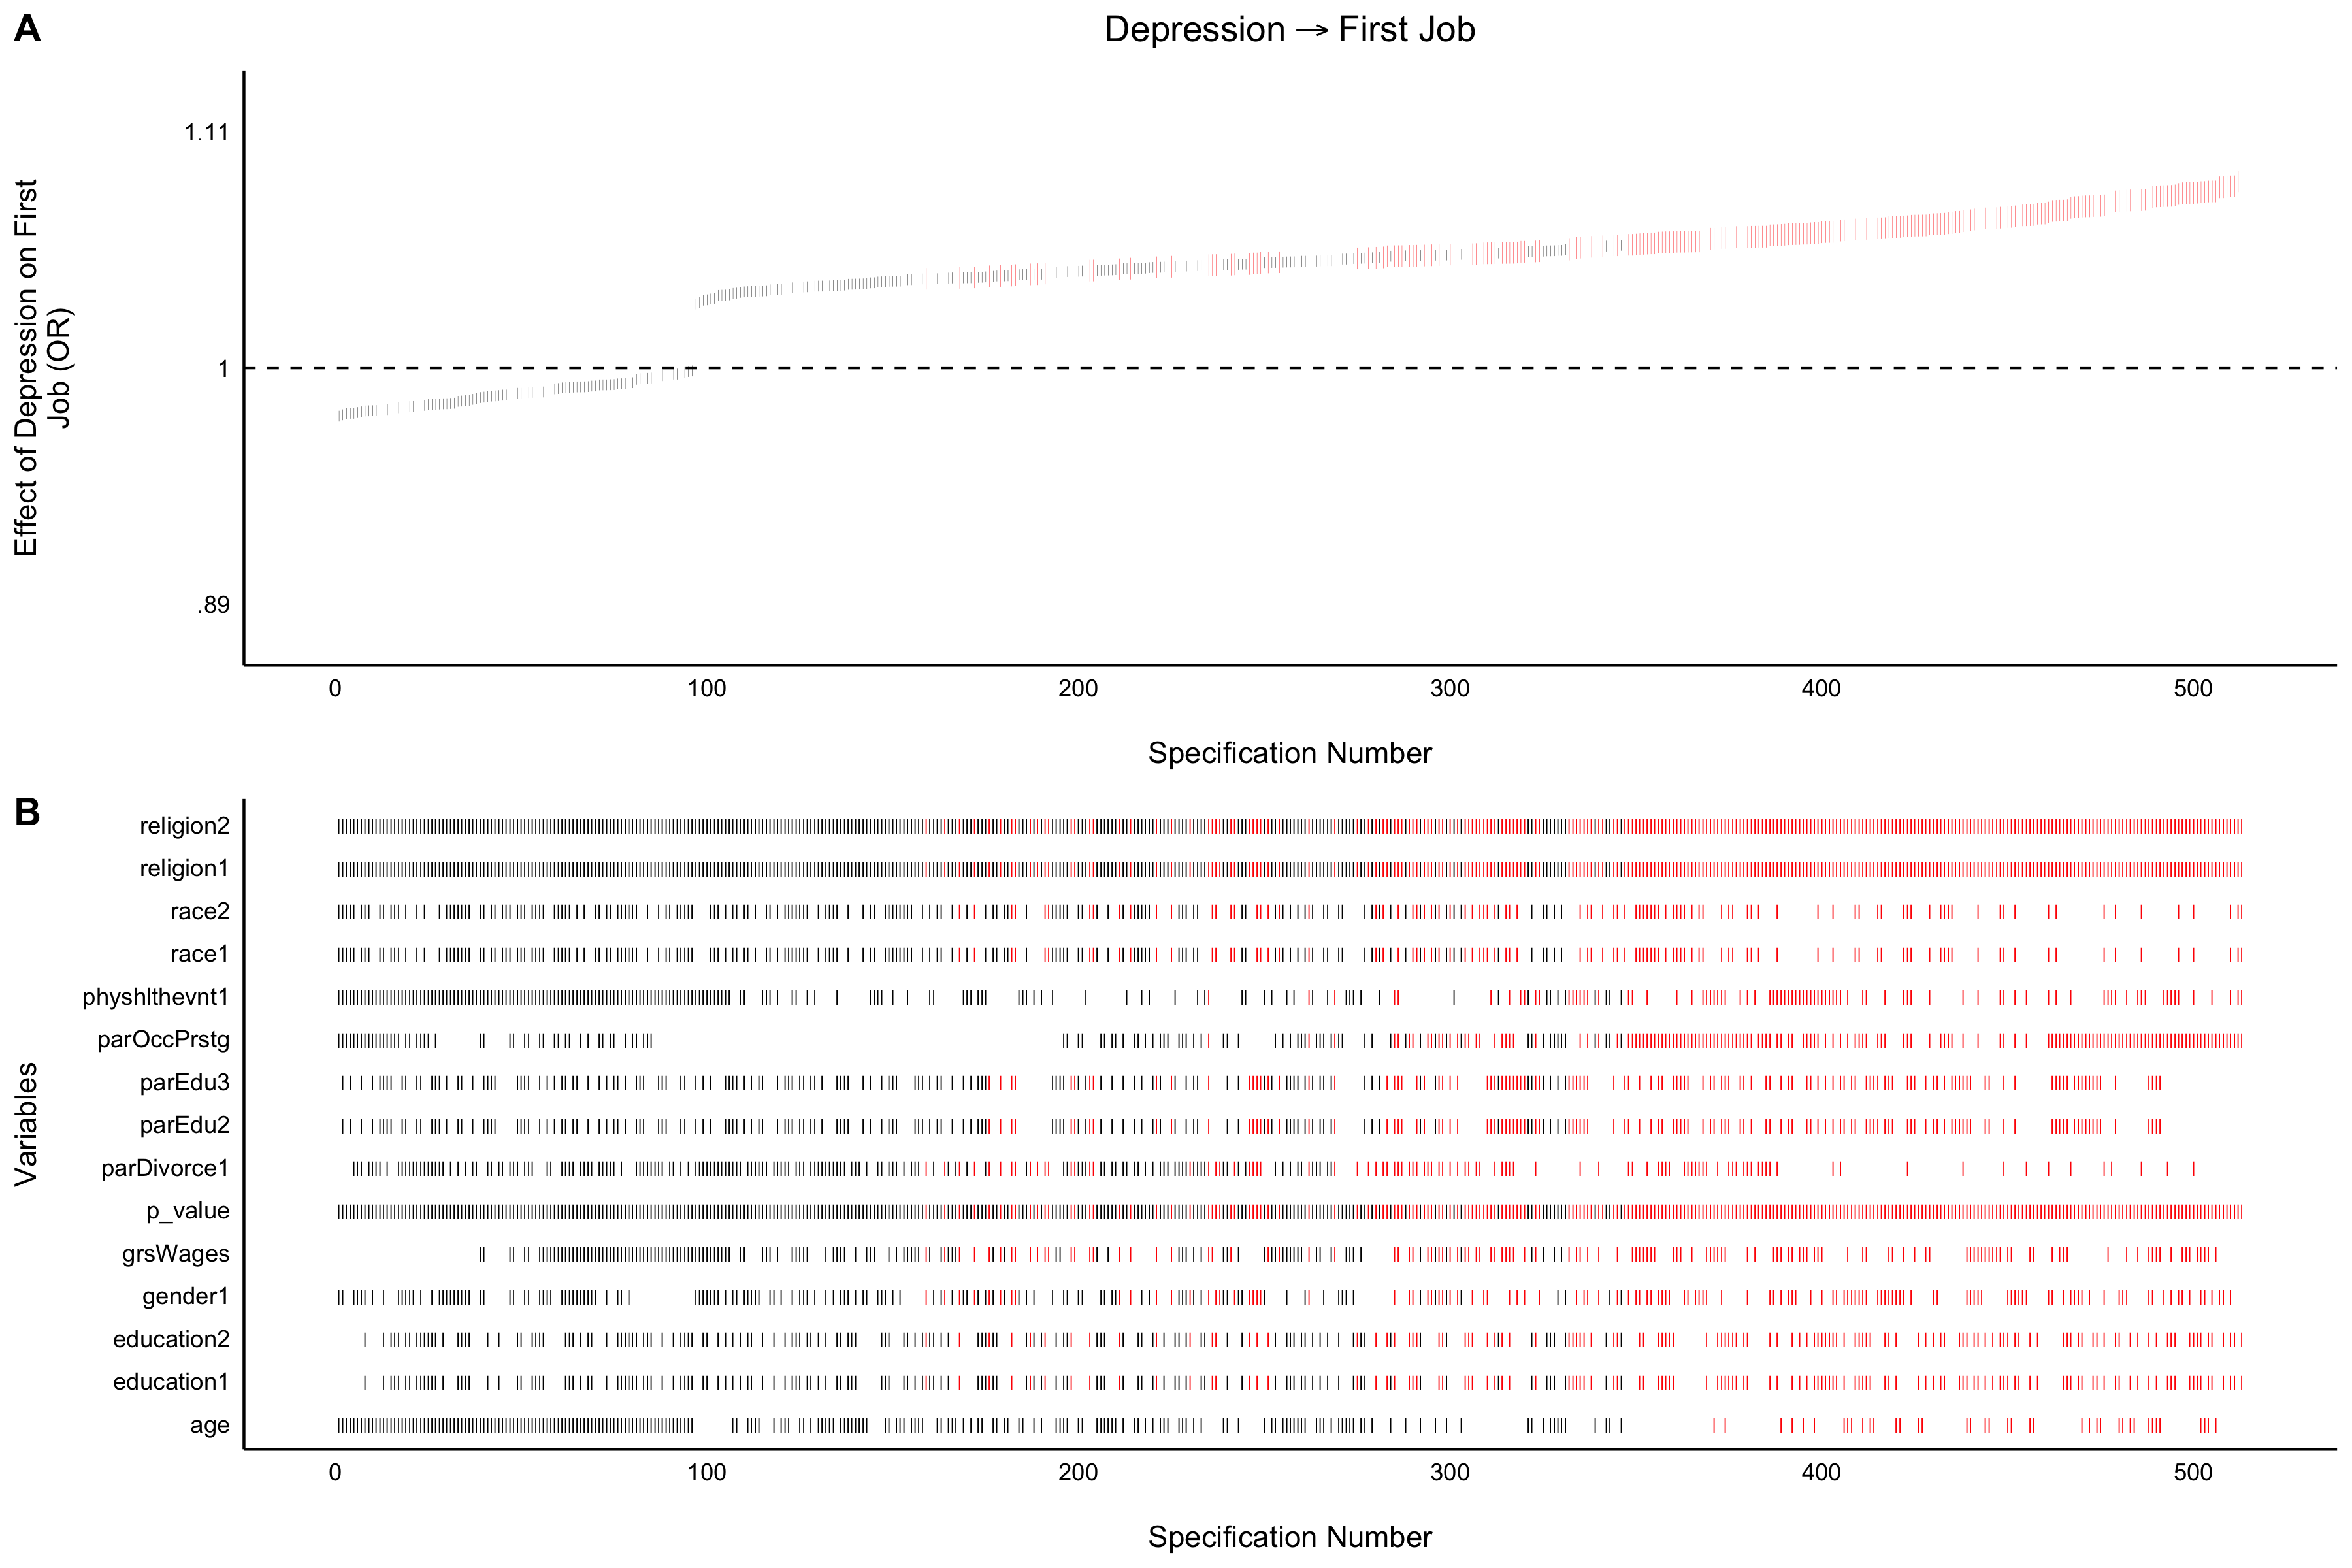 A
Depression → First Job
Effect of Depression on First
Job (OR)
1.11
1
.89
0 100 200 300 400 500
Specification Number
B
Variables
religion2
religion1
race2
race1
physhlthevnt1
parOccPrstg
parEdu3
parEdu2
parDivorce1
p_value
grsWages
gender1
education2
education1
age
0 100 200 300 400 500
Specification Number